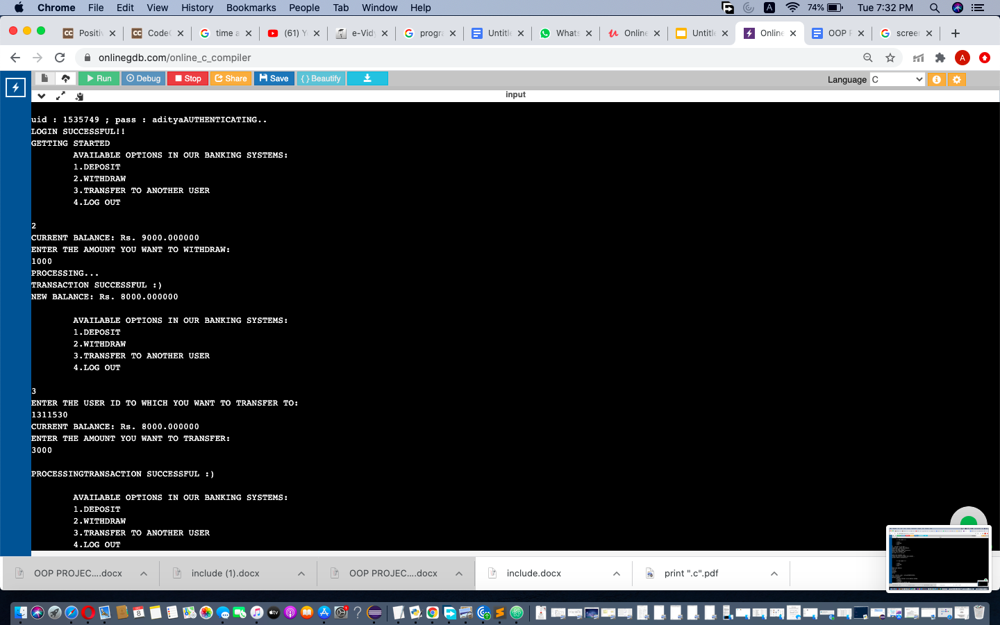 Chrome File Edit View History Bookmarks People Tab Window Help A 74% Tue 7:32 PM
CC Positiv CC CodeC time a (61) Y e-Vidy progra Untitle Whats Online Untitle Online OOP P screen
onlinegdb.com/online_c_compiler A
Run Debug Stop Share Save { } Beautify Language C
input
uid : 1535749 ; pass : adityaAUTHENTICATING..
LOGIN SUCCESSFUL!!
GETTING STARTED
AVAILABLE OPTIONS IN OUR BANKING SYSTEMS:
1.DEPOSIT
2.WITHDRAW
3.TRANSFER TO ANOTHER USER
4.LOG OUT
2
CURRENT BALANCE: Rs. 9000.000000
ENTER THE AMOUNT YOU WANT TO WITHDRAW:
1000
PROCESSING...
TRANSACTION SUCCESSFUL :)
NEW BALANCE: Rs. 8000.000000
AVAILABLE OPTIONS IN OUR BANKING SYSTEMS:
1.DEPOSIT
2.WITHDRAW
3.TRANSFER TO ANOTHER USER
4.LOG OUT
3
ENTER THE USER ID TO WHICH YOU WANT TO TRANSFER TO:
1311530
CURRENT BALANCE: Rs. 8000.000000
ENTER THE AMOUNT YOU WANT TO TRANSFER:
3000
PROCESSINGTRANSACTION SUCCESSFUL :)
AVAILABLE OPTIONS IN OUR BANKING SYSTEMS:
1.DEPOSIT
2.WITHDRAW
3.TRANSFER TO ANOTHER USER
4.LOG OUT
OOP PROJEC....docx include (1).docx OOP PROJEC....docx include.docx print ".c".pdf
8 tv